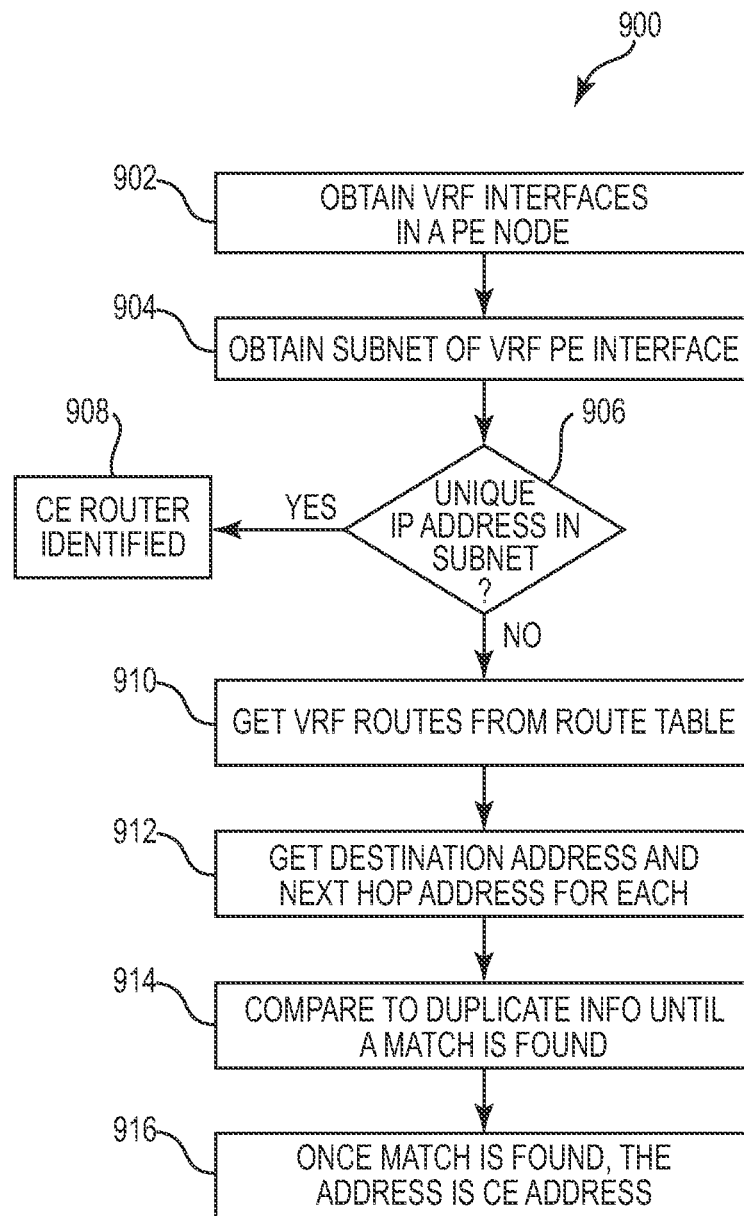 900
902
OBTAIN VRF INTERFACES
IN A PE NODE
904
OBTAIN SUBNET OF VRF PE INTERFACE
908
906
CE ROUTER
IDENTIFIED
YES
UNIQUE
IP ADDRESS IN
SUBNET
?
NO
910
GET VRF ROUTES FROM ROUTE TABLE
912
GET DESTINATION ADDRESS AND
NEXT HOP ADDRESS FOR EACH
914
COMPARE TO DUPLICATE INFO UNTIL
A MATCH IS FOUND
916
ONCE MATCH IS FOUND, THE
ADDRESS IS CE ADDRESS